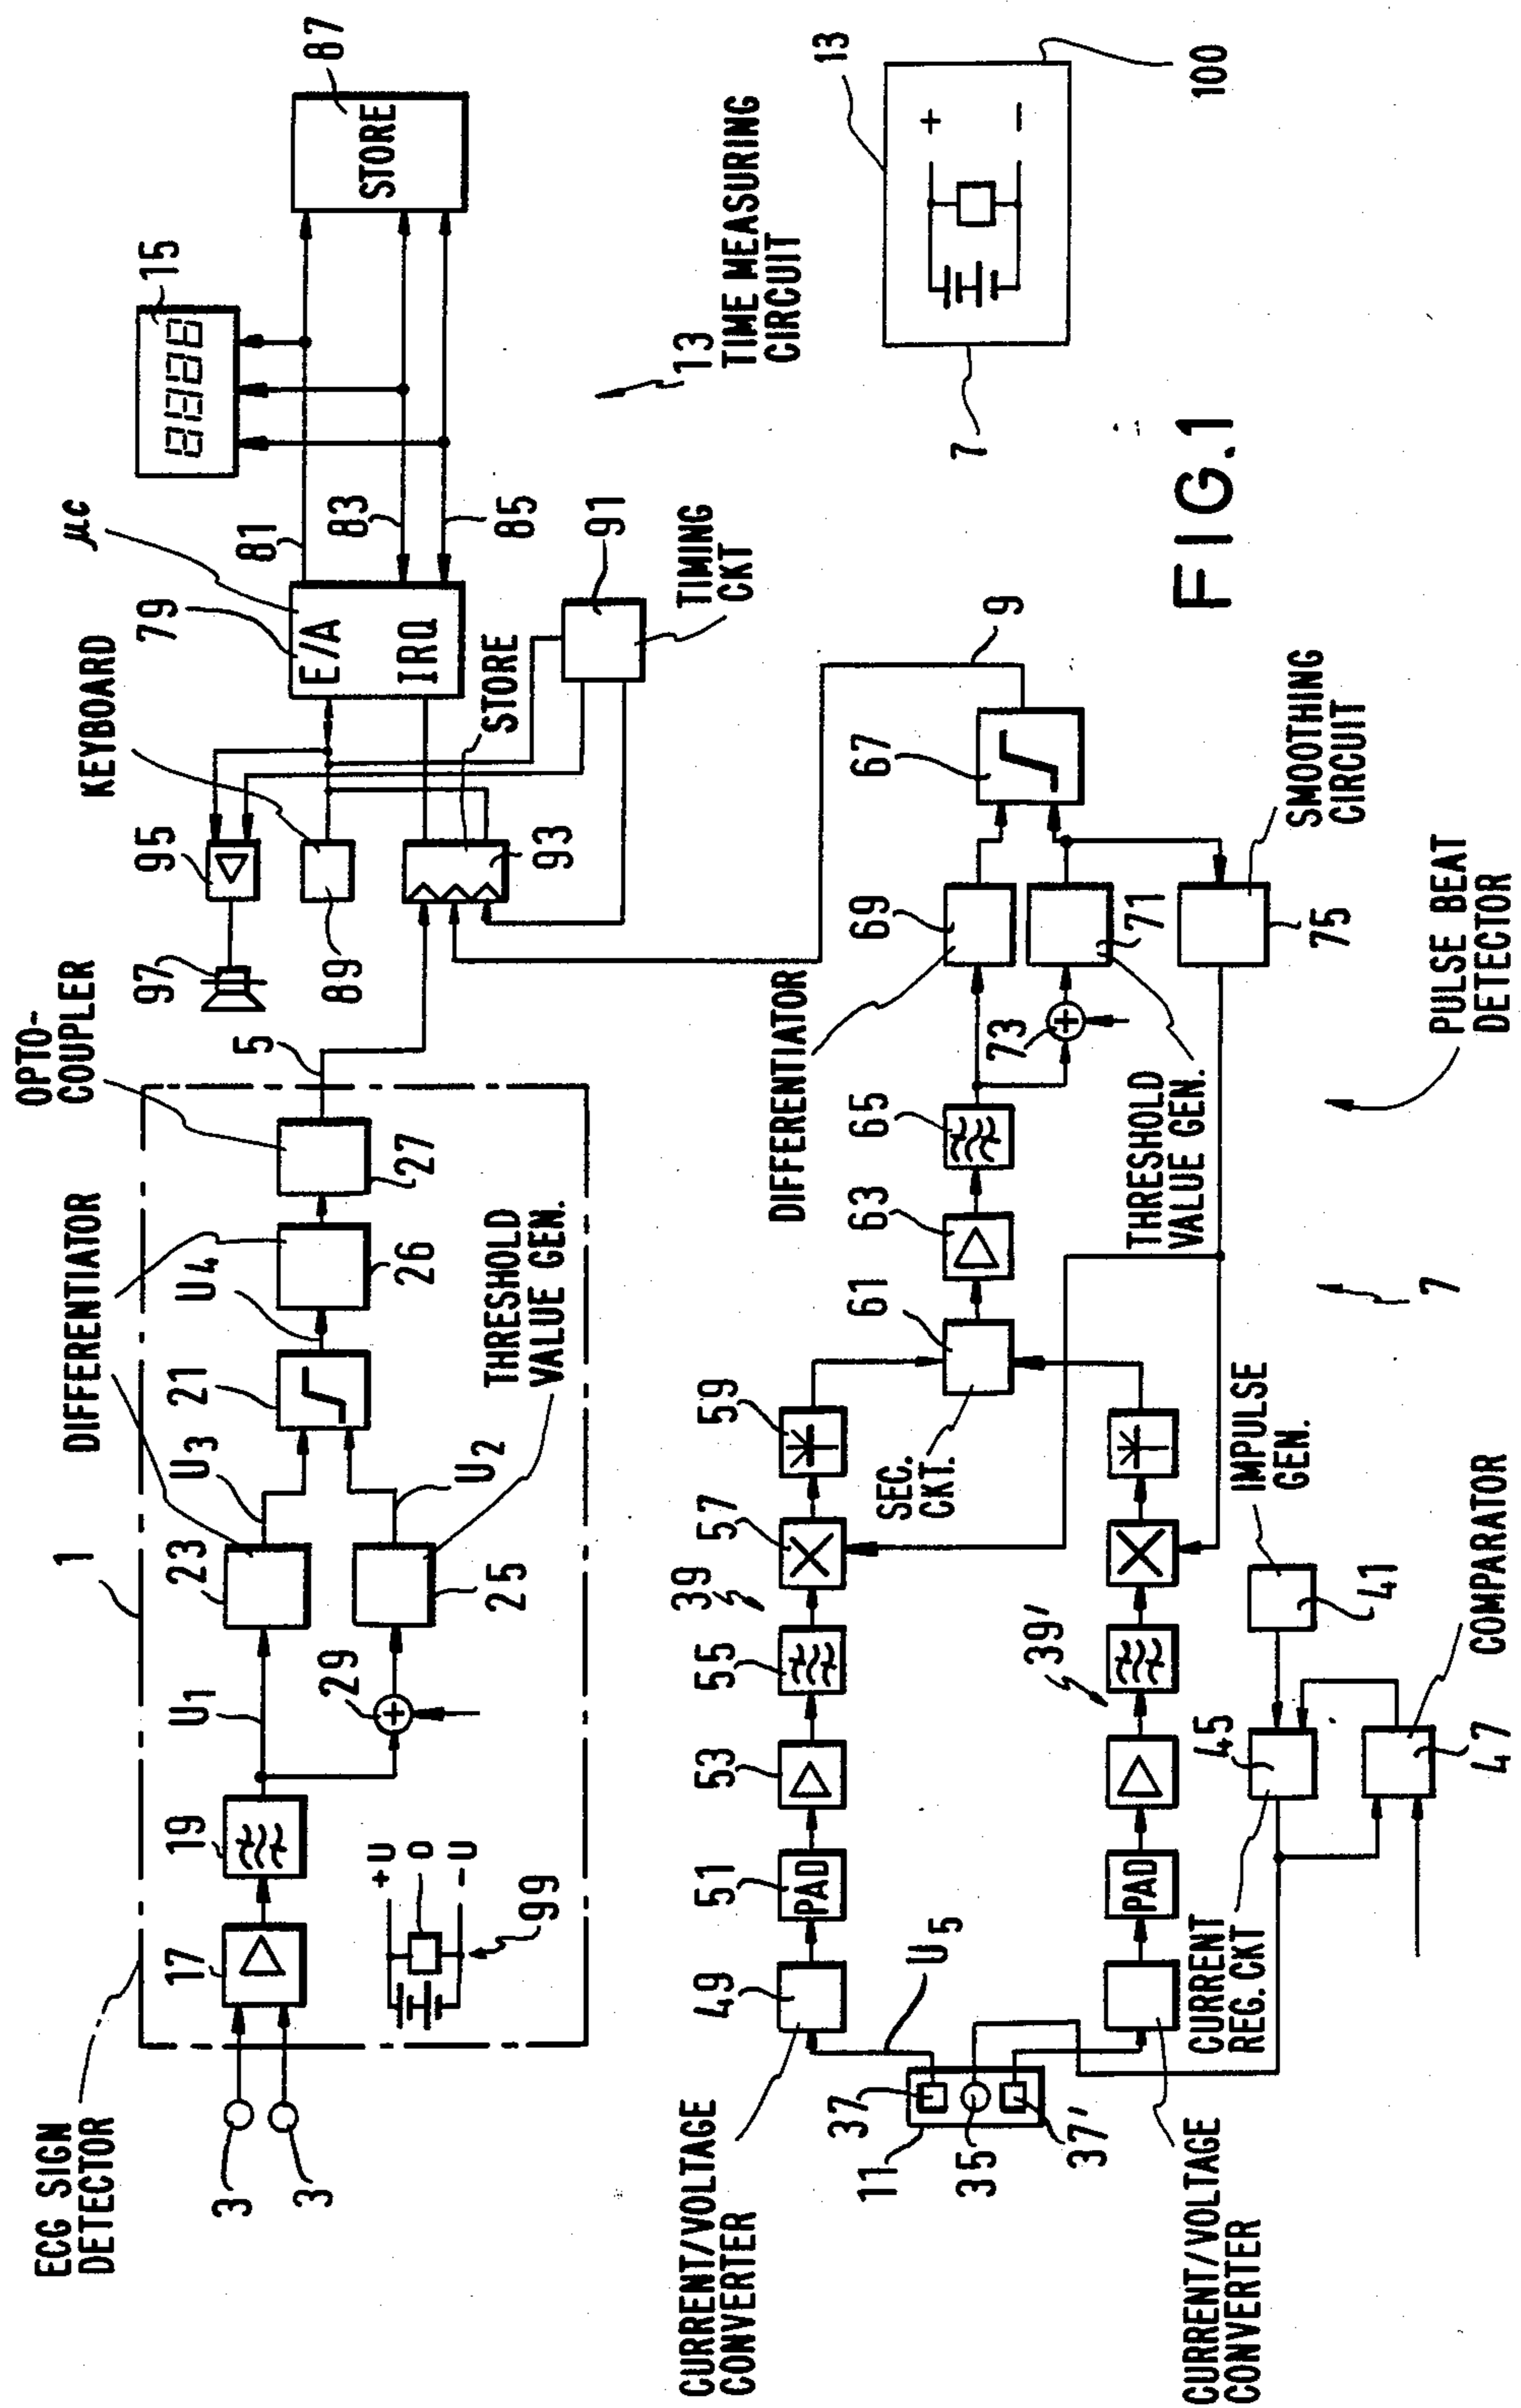 ECG SIGN
DETECTOR
3
3
1
17
19
U1
23
29
25
U3
U2
21
U4
DIFFERENTIATOR
26
27
OPTO-
COUPLER
5
THRESHOLD
VALUE GEN.
+U
0
-U
99
97
95
KEYBOARD
89
93
STORE
79
μc
E/A
IRQ
81
83
85
91
TIMING
CKT
15
8888
87
STORE
13
TIME MEASURING
CIRCUIT
13
+
-
7
100
FIG.1
CURRENT/VOLTAGE
CONVERTER
11
37
35
37'
U5
49
51
PAD
53
55
39
57
59
SEC.
CKT.
61
63
65
DIFFERENTIATOR
69
73
71
THRESHOLD
VALUE GEN.
67
9
75
SMOOTHING
CIRCUIT
PULSE BEAT
DETECTOR
7
CURRENT/VOLTAGE
CONVERTER
PAD
39'
CURRENT
REG. CKT
45
IMPULSE
GEN.
41
47
COMPARATOR